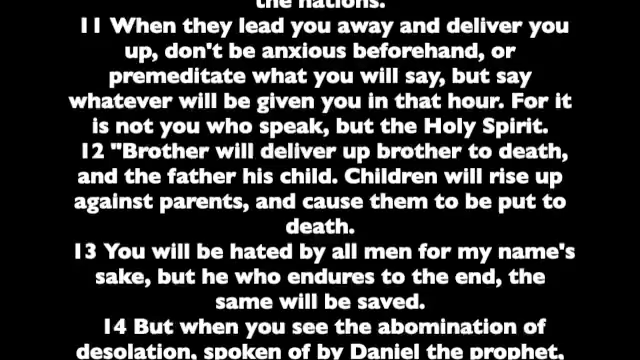 the nations.
11 When they lead you away and deliver you
up, don't be anxious beforehand, or
premeditate what you will say, but say
whatever will be given you in that hour. For it
is not you who speak, but the Holy Spirit.
12 "Brother will deliver up brother to death,
and the father his child. Children will rise up
against parents, and cause them to be put to
death.
13 You will be hated by all men for my name's
sake, but he who endures to the end, the
same will be saved.
14 But when you see the abomination of
desolation, spoken of by Daniel the prophet,